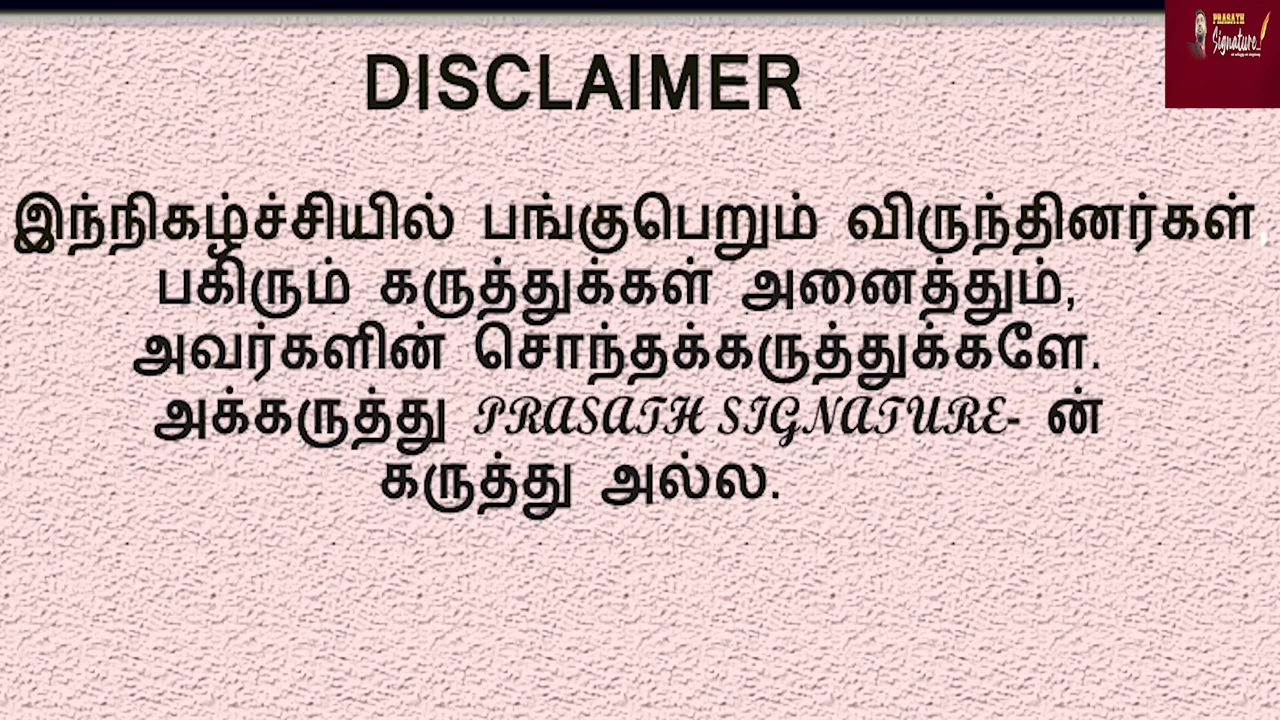 PRASATH
Signature..!
DISCLAIMER
இந்நிகழ்ச்சியில் பங்குபெறும் விருந்தினர்கள்,
பகிரும் கருத்துக்கள் அனைத்தும்,
அவர்களின் சொந்தக்கருத்துக்களே.
அக்கருத்து PRASATH SIGNATURE- ன்
கருத்து அல்ல.